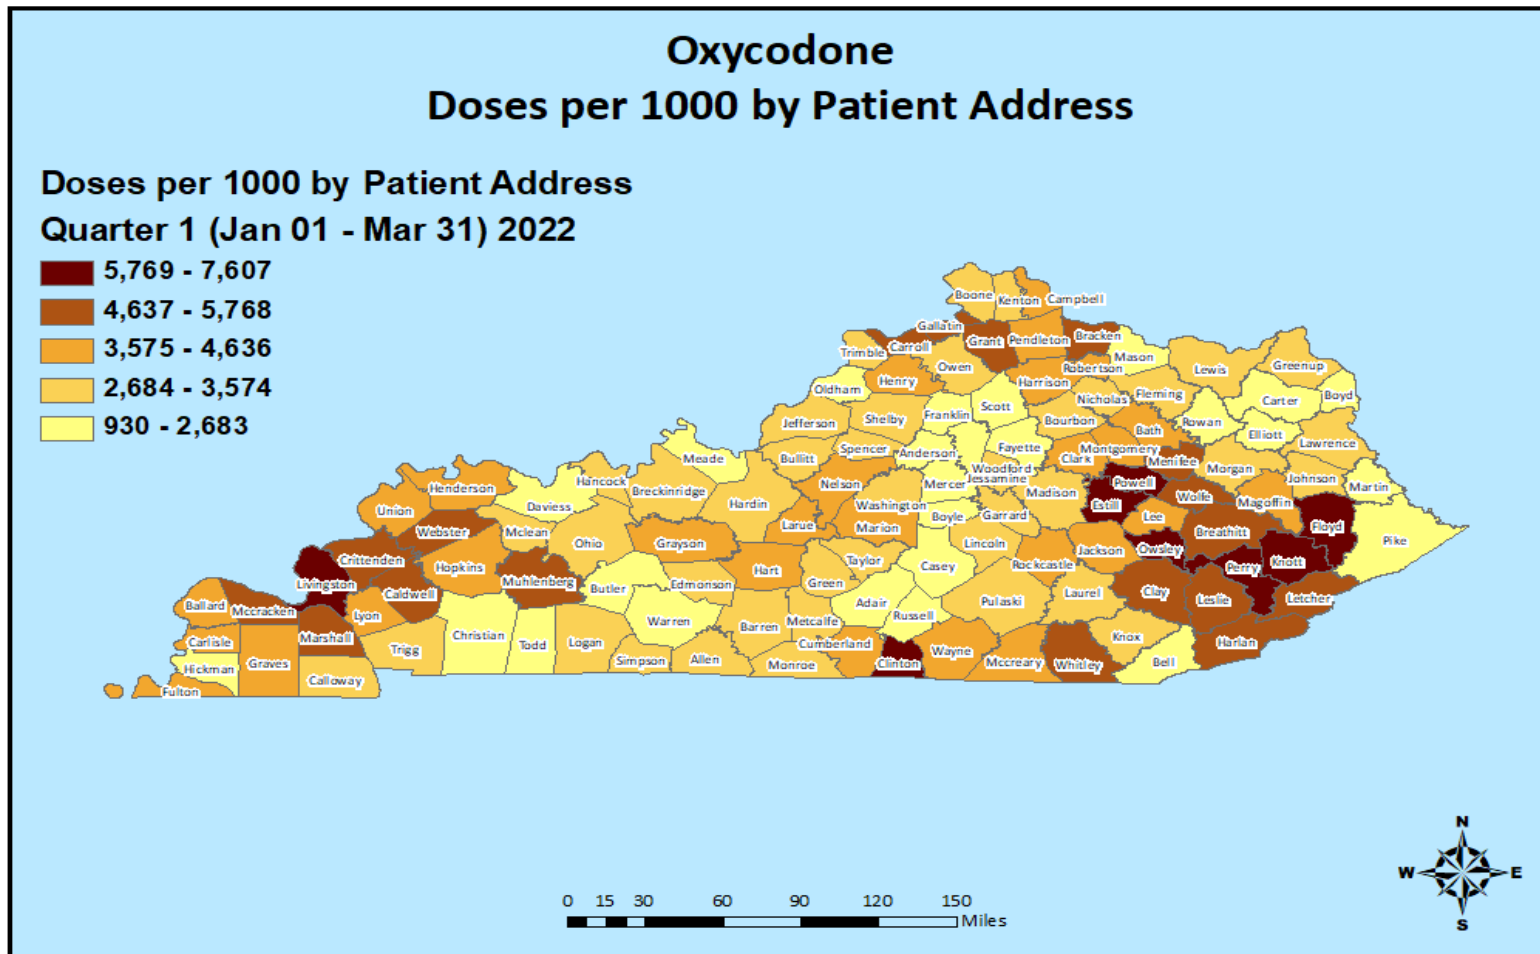 Oxycodone
Doses per 1000 by Patient Address
Doses per 1000 by Patient Address
Quarter 1 (Jan 01 - Mar 31) 2022
5,769 - 7,607
4,637 - 5,768
3,575 - 4,636
2,684 - 3,574
930 - 2,683
Boone
Kenton
Campbell
Gallatin
Carroll
Grant
Pendleton
Bracken
Trimble
Owen
Robertson
Mason
Lewis
Greenup
Oldham
Henry
Harrison
Nicholas
Fleming
Carter
Boyd
Jefferson
Shelby
Franklin
Scott
Bourbon
Bath
Rowan
Elliott
Lawrence
Bullitt
Spencer
Anderson
Fayette
Clark
Montgomery
Menifee
Morgan
Johnson
Martin
Meade
Woodford
Jessamine
Hancock
Breckinridge
Nelson
Mercer
Madison
Powell
Estill
Wolfe
Magoffin
Floyd
Pike
Henderson
Daviess
Hardin
Washington
Boyle
Garrard
Lee
Union
Webster
Mclean
Ohio
Grayson
Larue
Marion
Lincoln
Rockcastle
Jackson
Owsley
Breathitt
Perry
Knott
Crittenden
Hopkins
Muhlenberg
Butler
Edmonson
Hart
Green
Taylor
Casey
Pulaski
Laurel
Clay
Leslie
Letcher
Livingston
Caldwell
Lyon
Ballard
Mccracken
Marshall
Trigg
Christian
Todd
Logan
Warren
Barren
Metcalfe
Adair
Russell
Carlisle
Graves
Hickman
Fulton
Calloway
Simpson
Allen
Monroe
Cumberland
Clinton
Wayne
Mccreary
Whitley
Knox
Bell
Harlan
N
W
E
S
0 15 30 60 90 120 150
Miles